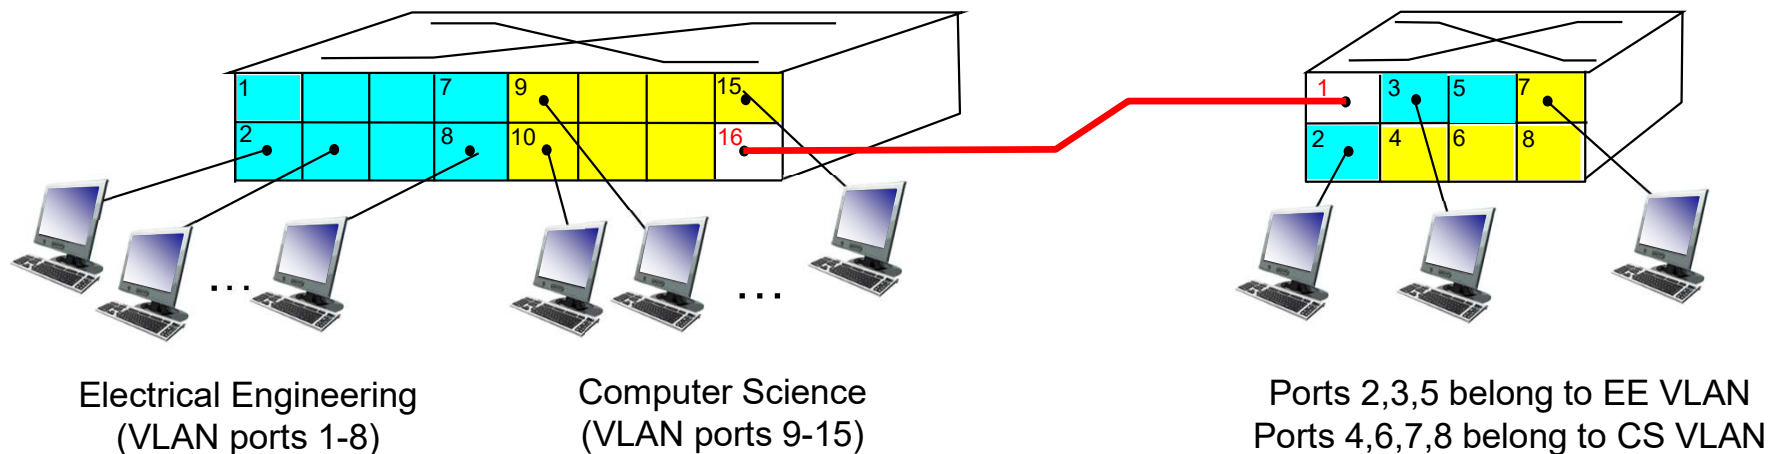 1 7 9 15
2 8 10 16
1 3 5 7
2 4 6 8
... ...
Electrical Engineering
(VLAN ports 1-8)
Computer Science
(VLAN ports 9-15)
Ports 2,3,5 belong to EE VLAN
Ports 4,6,7,8 belong to CS VLAN